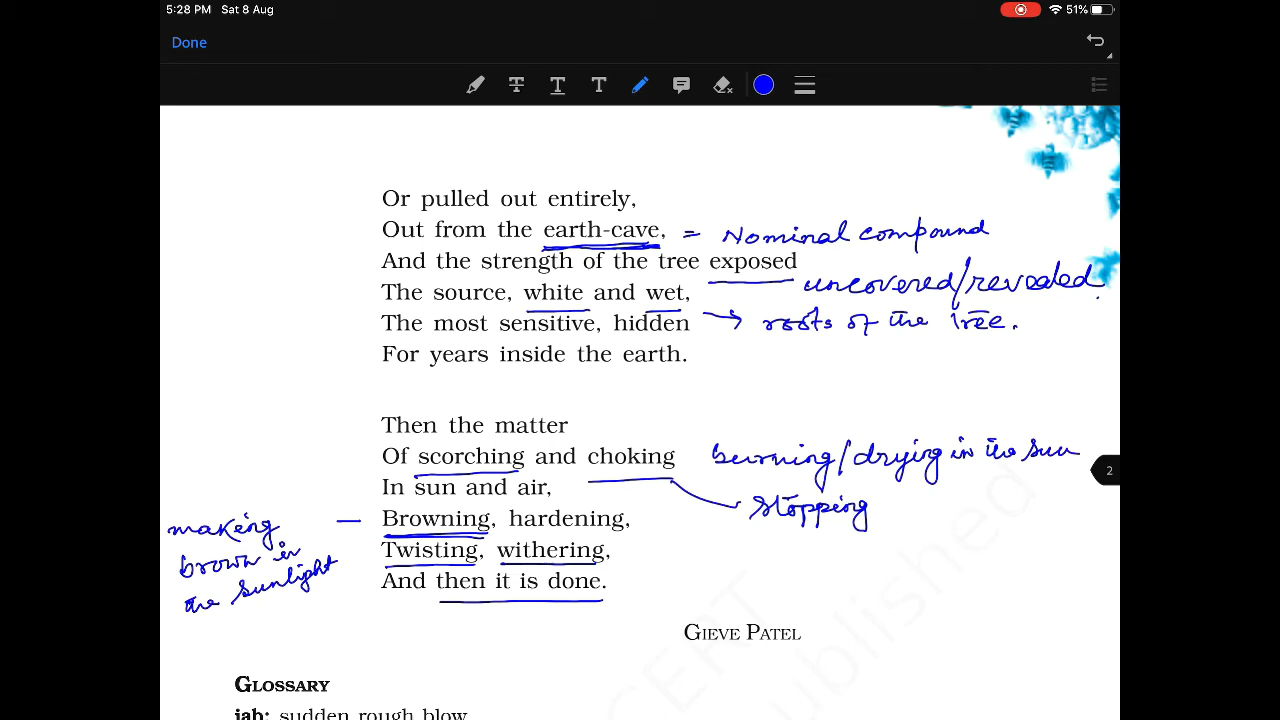 5:28 PM Sat 8 Aug
51%
Done
Or pulled out entirely,
Out from the earth-cave, = Nominal compound
And the strength of the tree exposed
uncovered/revealed.
The source, white and wet,
The most sensitive, hidden → roots of the tree.
For years inside the earth.
Then the matter
Of scorching and choking burning/drying in the sun
In sun and air,
stopping
making brown in the sunlight — Browning, hardening,
Twisting, withering,
And then it is done.
2
GIEVE PATEL
GLOSSARY
jab: sudden rough blow